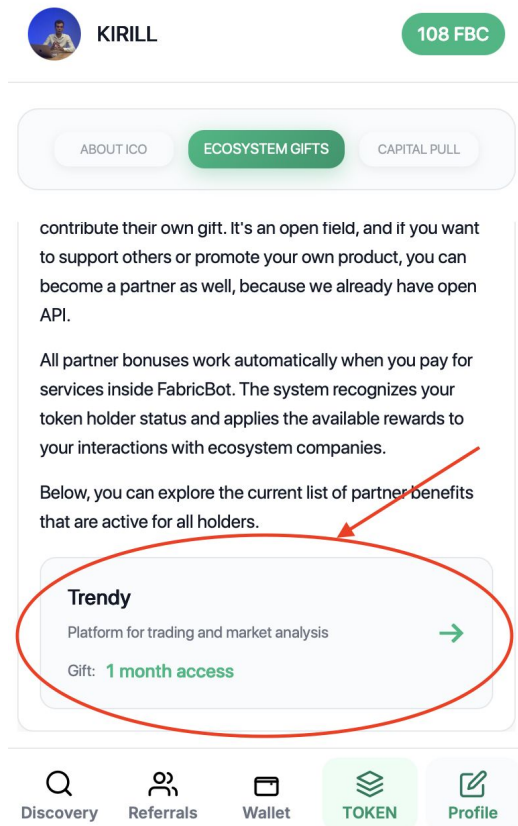 KIRILL
108 FBC
ABOUT ICO
ECOSYSTEM GIFTS
CAPITAL PULL
contribute their own gift. It's an open field, and if you want
to support others or promote your own product, you can
become a partner as well, because we already have open
API.
All partner bonuses work automatically when you pay for
services inside FabricBot. The system recognizes your
token holder status and applies the available rewards to
your interactions with ecosystem companies.
Below, you can explore the current list of partner benefits
that are active for all holders.
Trendy
Platform for trading and market analysis
Gift: 1 month access
Discovery
Referrals
Wallet
TOKEN
Profile